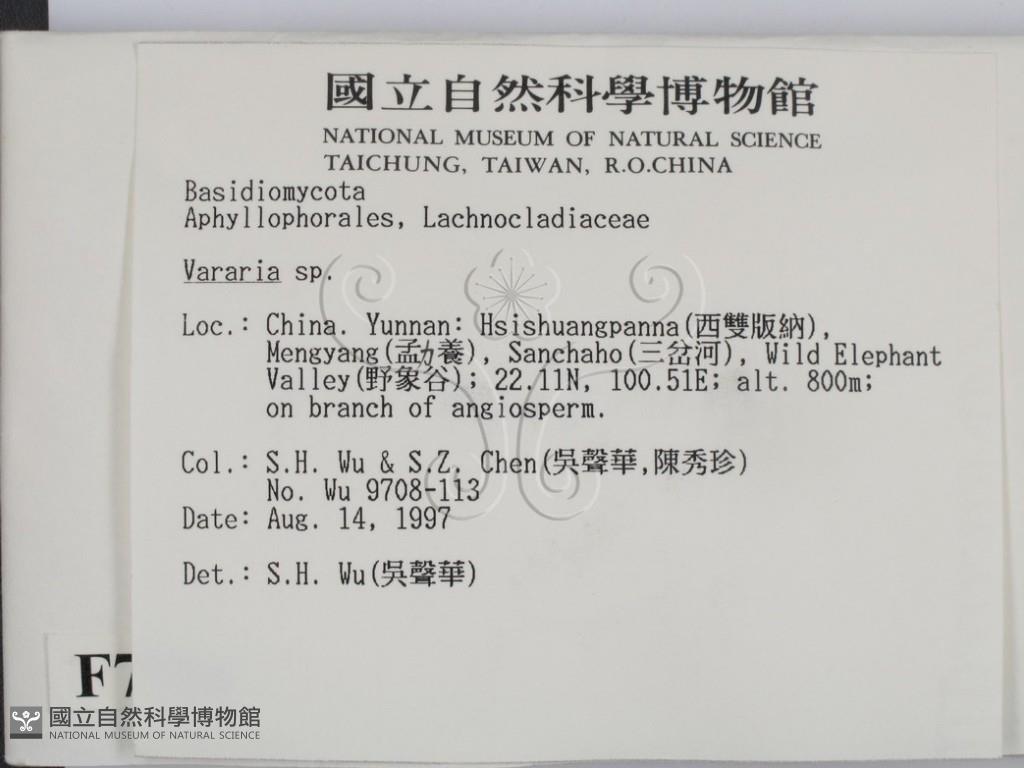 國立自然科學博物館
NATIONAL MUSEUM OF NATURAL SCIENCE
TAICHUNG, TAIWAN, R.O.CHINA
Basidiomycota
Aphyllophorales, Lachnocladiaceae
Vararia sp.
Loc.: China. Yunnan: Hsishuangpanna(西雙版納),
Mengyang(孟力養), Sanchaho(三岔河), Wild Elephant
Valley(野象谷); 22.11N, 100.51E; alt. 800m;
on branch of angiosperm.
Col.: S.H. Wu & S.Z. Chen(吳聲華,陳秀珍)
No. Wu 9708-113
Date: Aug. 14, 1997
Det.: S.H. Wu(吳聲華)
F7
國立自然科學博物館
NATIONAL MUSEUM OF NATURAL SCIENCE